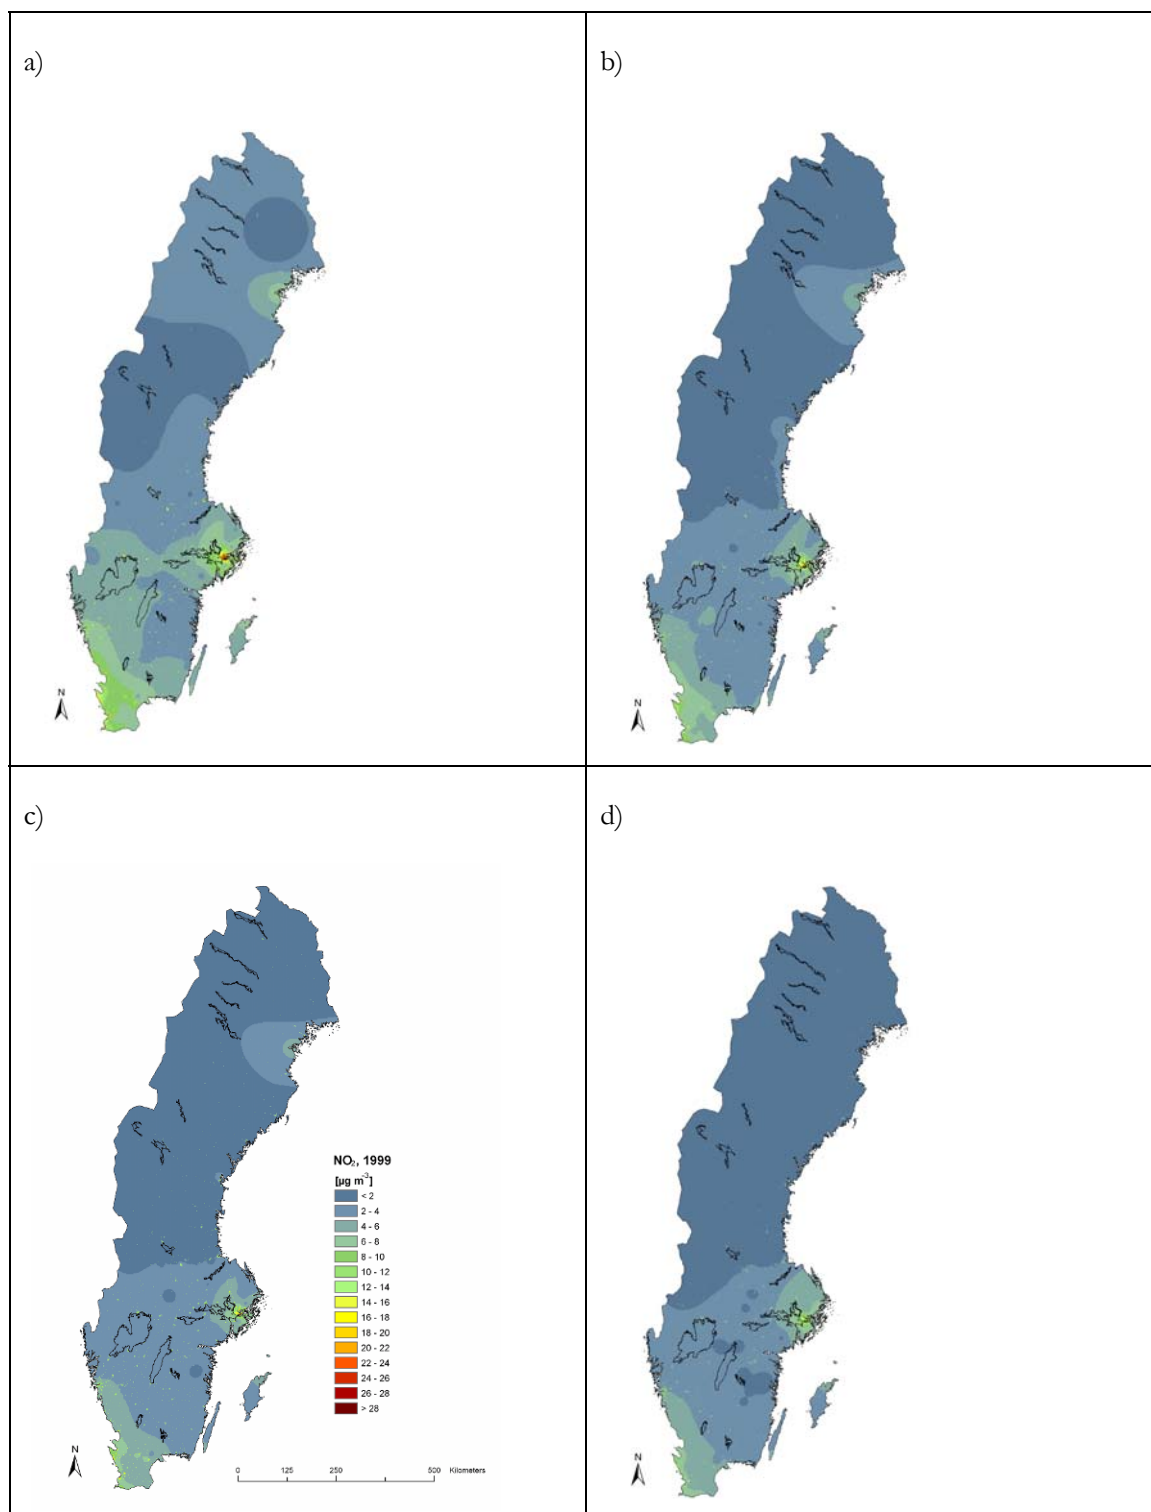 a)
b)
N
N
c)
d)
NO₂, 1999
[µg m⁻³]
< 2
2 - 4
4 - 6
6 - 8
8 - 10
10 - 12
12 - 14
14 - 16
16 - 18
18 - 20
20 - 22
22 - 24
24 - 26
26 - 28
> 28
N
0 125 250 500 Kilometers
N